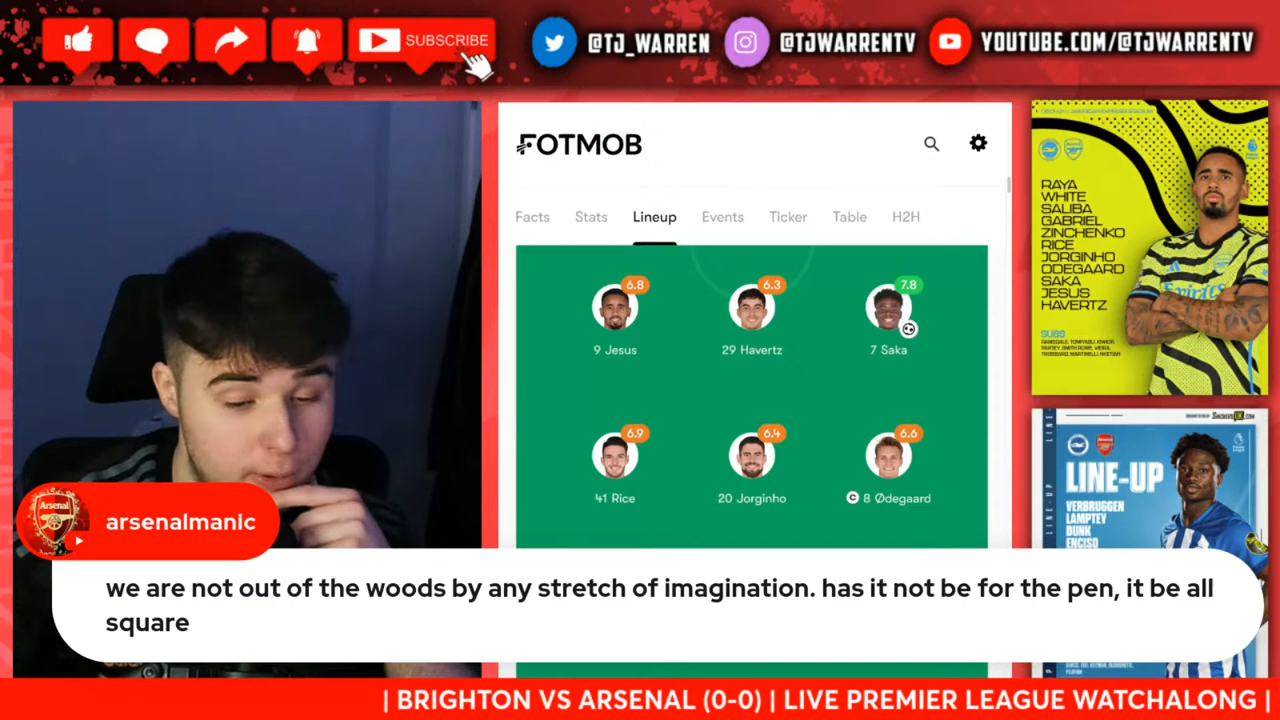 SUBSCRIBE
@TJ_WARREN
@TJWARRENTV
YOUTUBE.COM/@TJWARRENTV
FOTMOB
Facts Stats Lineup Events Ticker Table H2H
6.8 6.3 7.8
9 Jesus 29 Havertz 7 Saka
6.9 6.4 6.6
41 Rice 20 Jorginho C 8 Ødegaard
RAYA
WHITE
SALIBA
GABRIEL
ZINCHENKO
RICE
JORGINHO
ODEGAARD
SAKA
JESUS
HAVERTZ
SUBS
LINE-UP
VERBRUGGEN
LAMPTEY
DUNK
ENCISO
Arsenal
arsenalmanic
we are not out of the woods by any stretch of imagination. has it not be for the pen, it be all
square
| BRIGHTON VS ARSENAL (0-0) | LIVE PREMIER LEAGUE WATCHALONG |